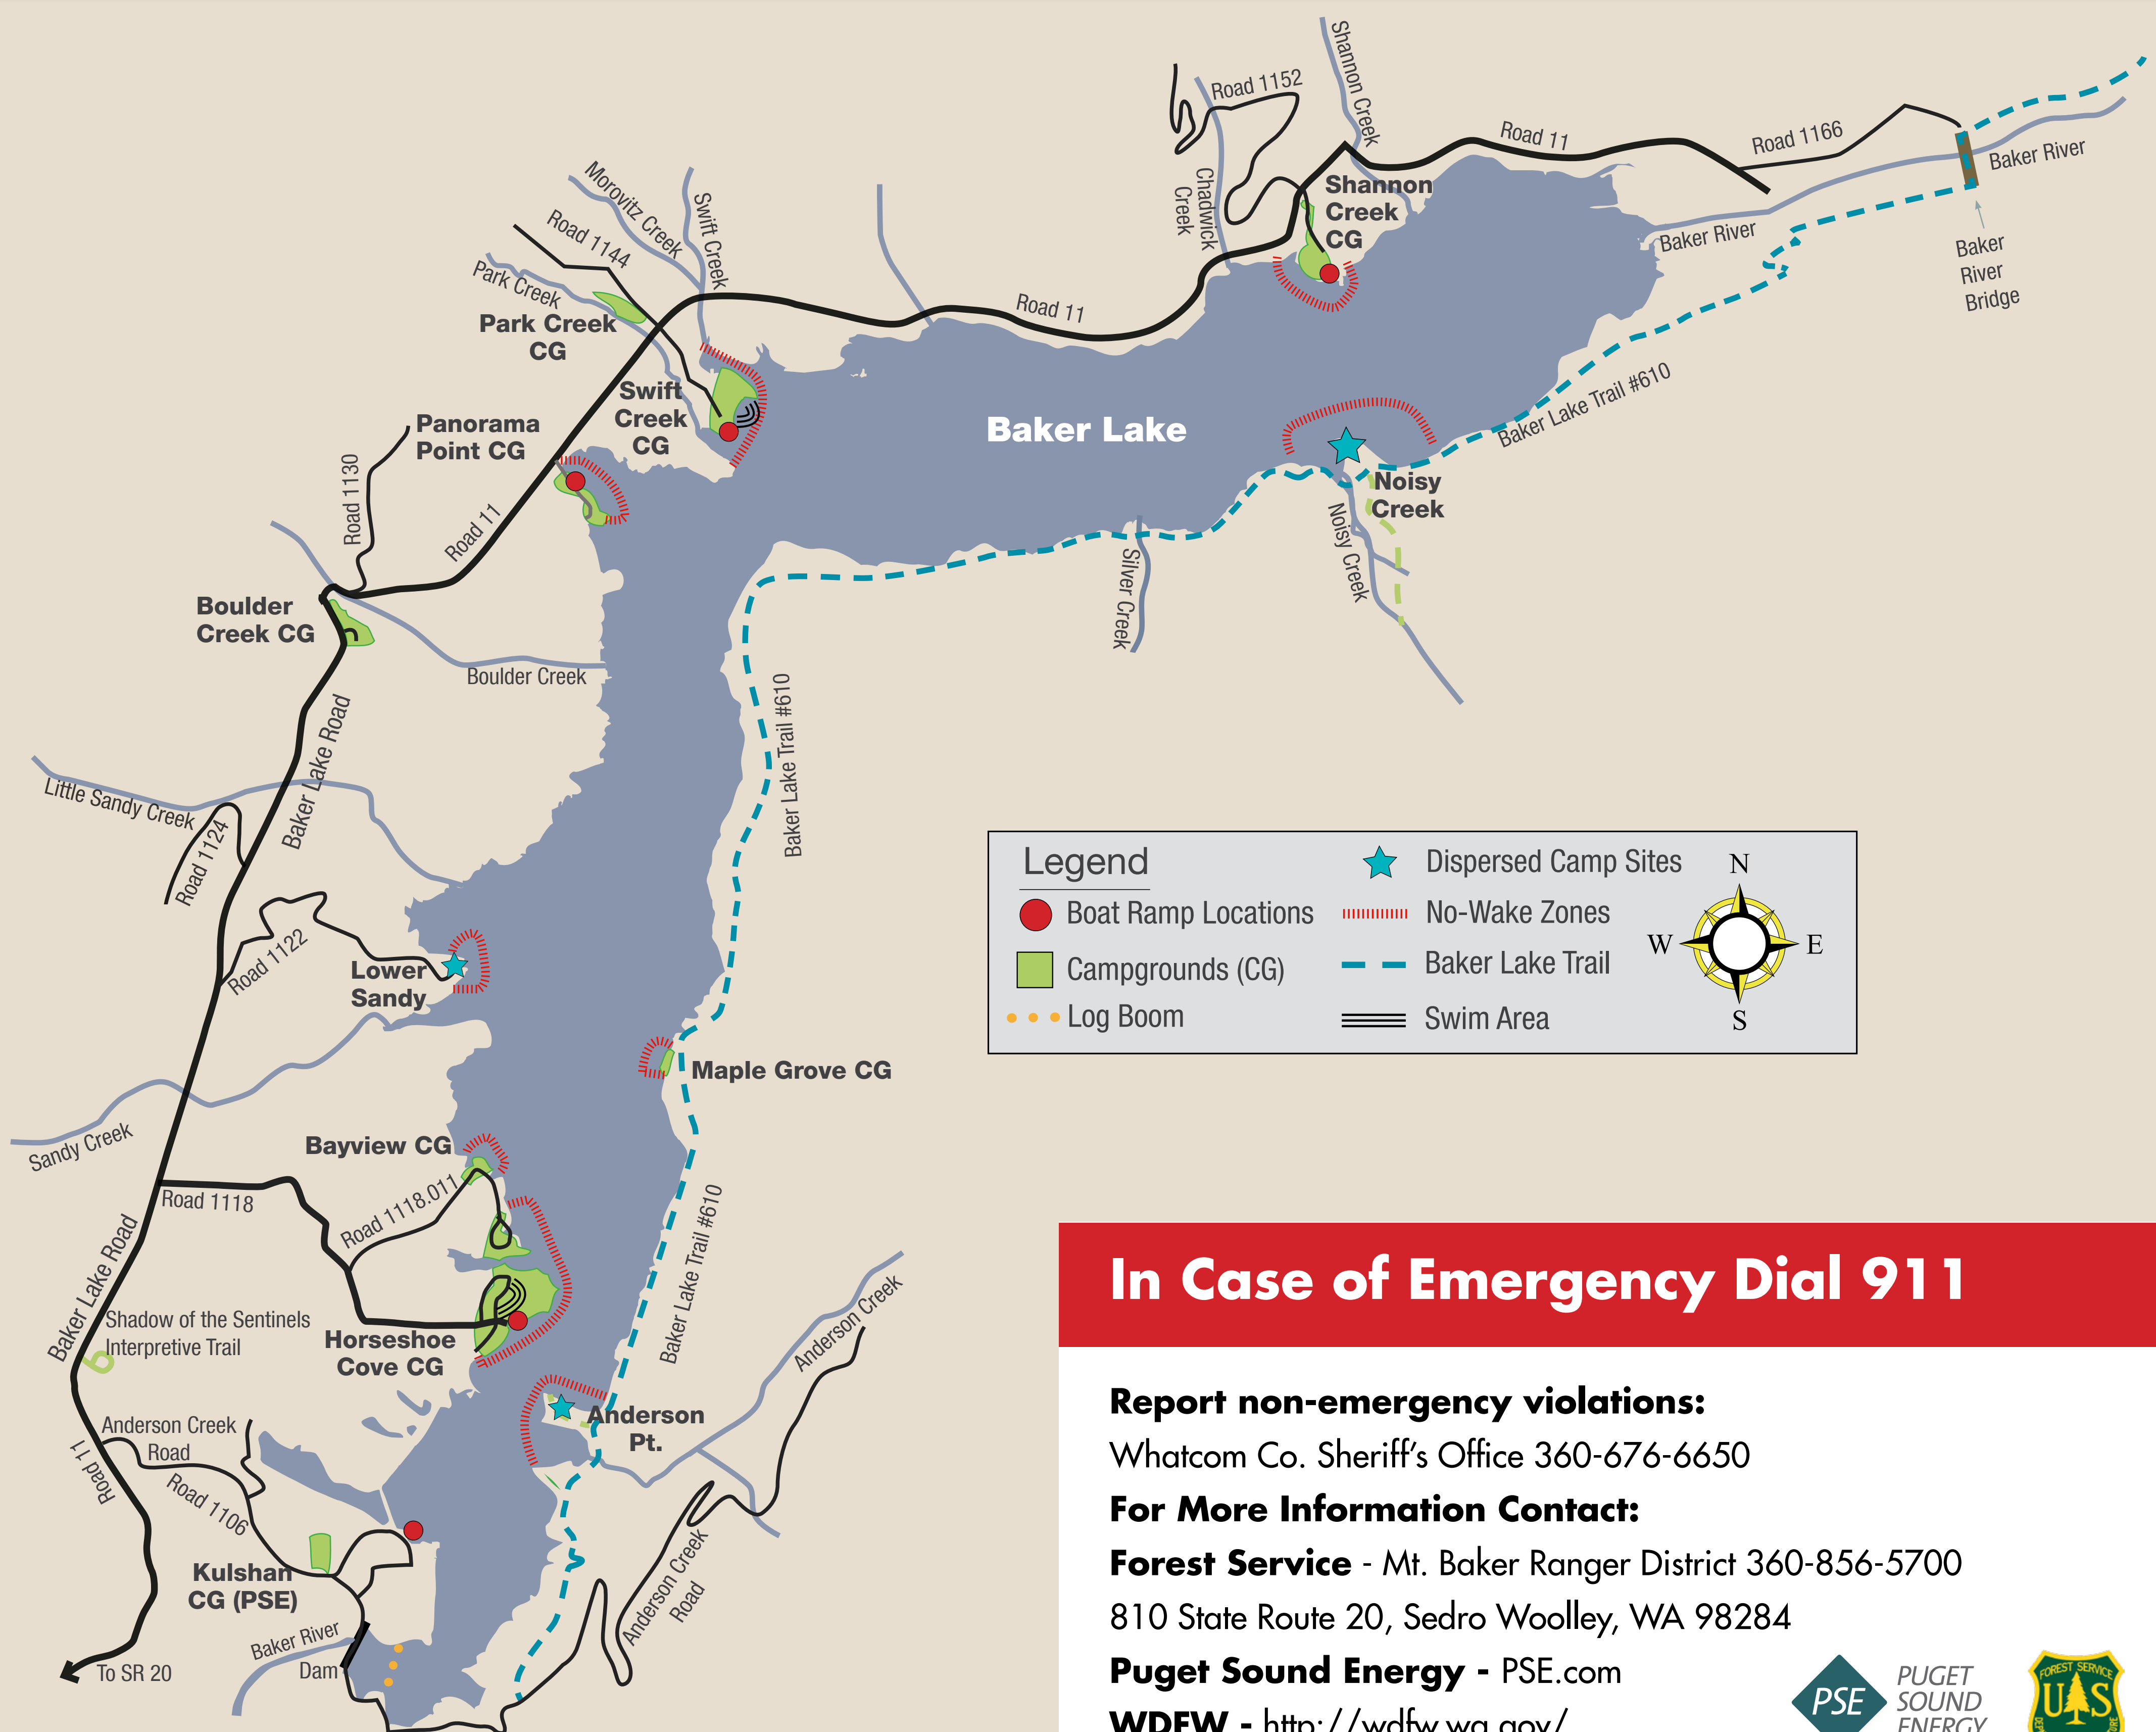 Shannon Creek
Road 1152
Road 11
Road 1166
Baker River
Chadwick
Creek
Shannon
Creek
CG
Baker River
Baker
River
Bridge
Morovitz Creek
Swift Creek
Road 1144
Park Creek
Park Creek
CG
Road 11
Swift
Creek
CG
Panorama
Point CG
Baker Lake
Baker Lake Trail #610
Road 1130
Road 11
Noisy
Creek
Noisy Creek
Silver Creek
Boulder
Creek CG
Boulder Creek
Baker Lake Road
Baker Lake Trail #610
Little Sandy Creek
Road 1124
Road 1122
Lower
Sandy
Maple Grove CG
Sandy Creek
Bayview CG
Road 1118
Road 1118.011
Baker Lake Road
Baker Lake Trail #610
Shadow of the Sentinels
Interpretive Trail
Horseshoe
Cove CG
Anderson Creek
Anderson
Pt.
Anderson Creek
Road
Road 11
Road 1106
Kulshan
CG (PSE)
Anderson Creek
Road
Baker River
Dam
To SR 20
Legend
Boat Ramp Locations
Campgrounds (CG)
Log Boom
Dispersed Camp Sites
No-Wake Zones
Baker Lake Trail
Swim Area
N
W
E
S
In Case of Emergency Dial 911
Report non-emergency violations:
Whatcom Co. Sheriff's Office 360-676-6650
For More Information Contact:
Forest Service - Mt. Baker Ranger District 360-856-5700
810 State Route 20, Sedro Woolley, WA 98284
Puget Sound Energy - PSE.com
WDFW - http://wdfw.wa.gov/
PSE
PUGET
SOUND
ENERGY
FOREST SERVICE
U S